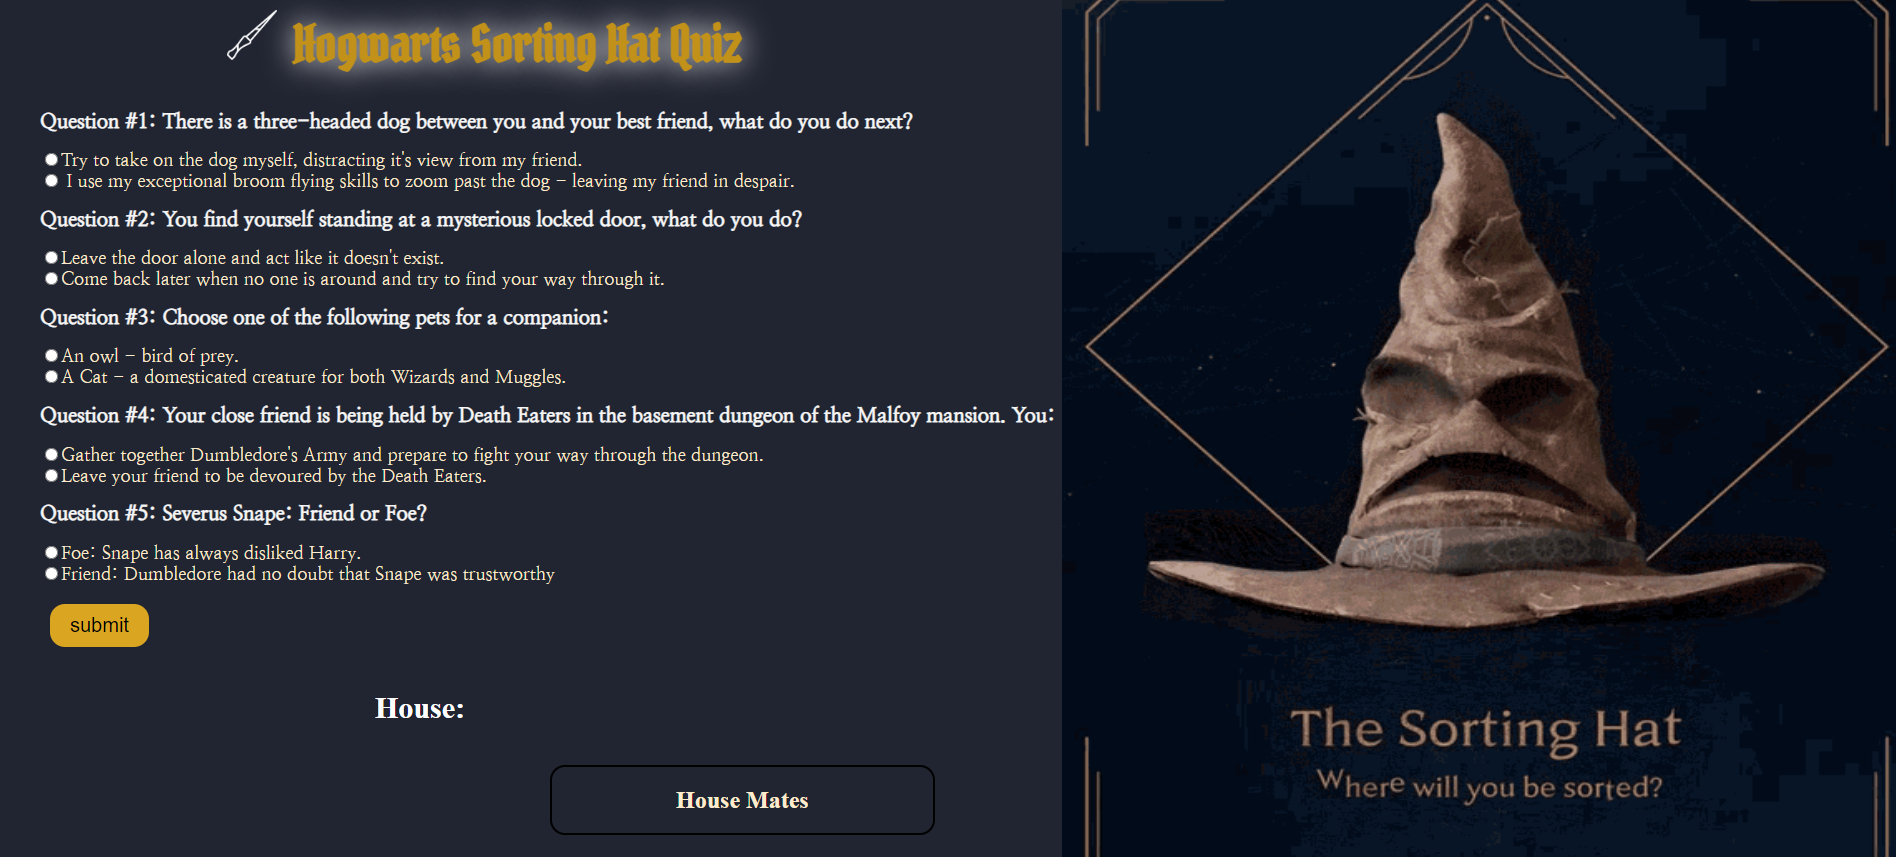 Hogwarts Sorting Hat Quiz
Question #1: There is a three-headed dog between you and your best friend, what do you do next?
Try to take on the dog myself, distracting it's view from my friend.
I use my exceptional broom flying skills to zoom past the dog - leaving my friend in despair.
Question #2: You find yourself standing at a mysterious locked door, what do you do?
Leave the door alone and act like it doesn't exist.
Come back later when no one is around and try to find your way through it.
Question #3: Choose one of the following pets for a companion:
An owl - bird of prey.
A Cat - a domesticated creature for both Wizards and Muggles.
Question #4: Your close friend is being held by Death Eaters in the basement dungeon of the Malfoy mansion. You:
Gather together Dumbledore's Army and prepare to fight your way through the dungeon.
Leave your friend to be devoured by the Death Eaters.
Question #5: Severus Snape: Friend or Foe?
Foe: Snape has always disliked Harry.
Friend: Dumbledore had no doubt that Snape was trustworthy
submit
House:
House Mates
The Sorting Hat
Where will you be sorted?